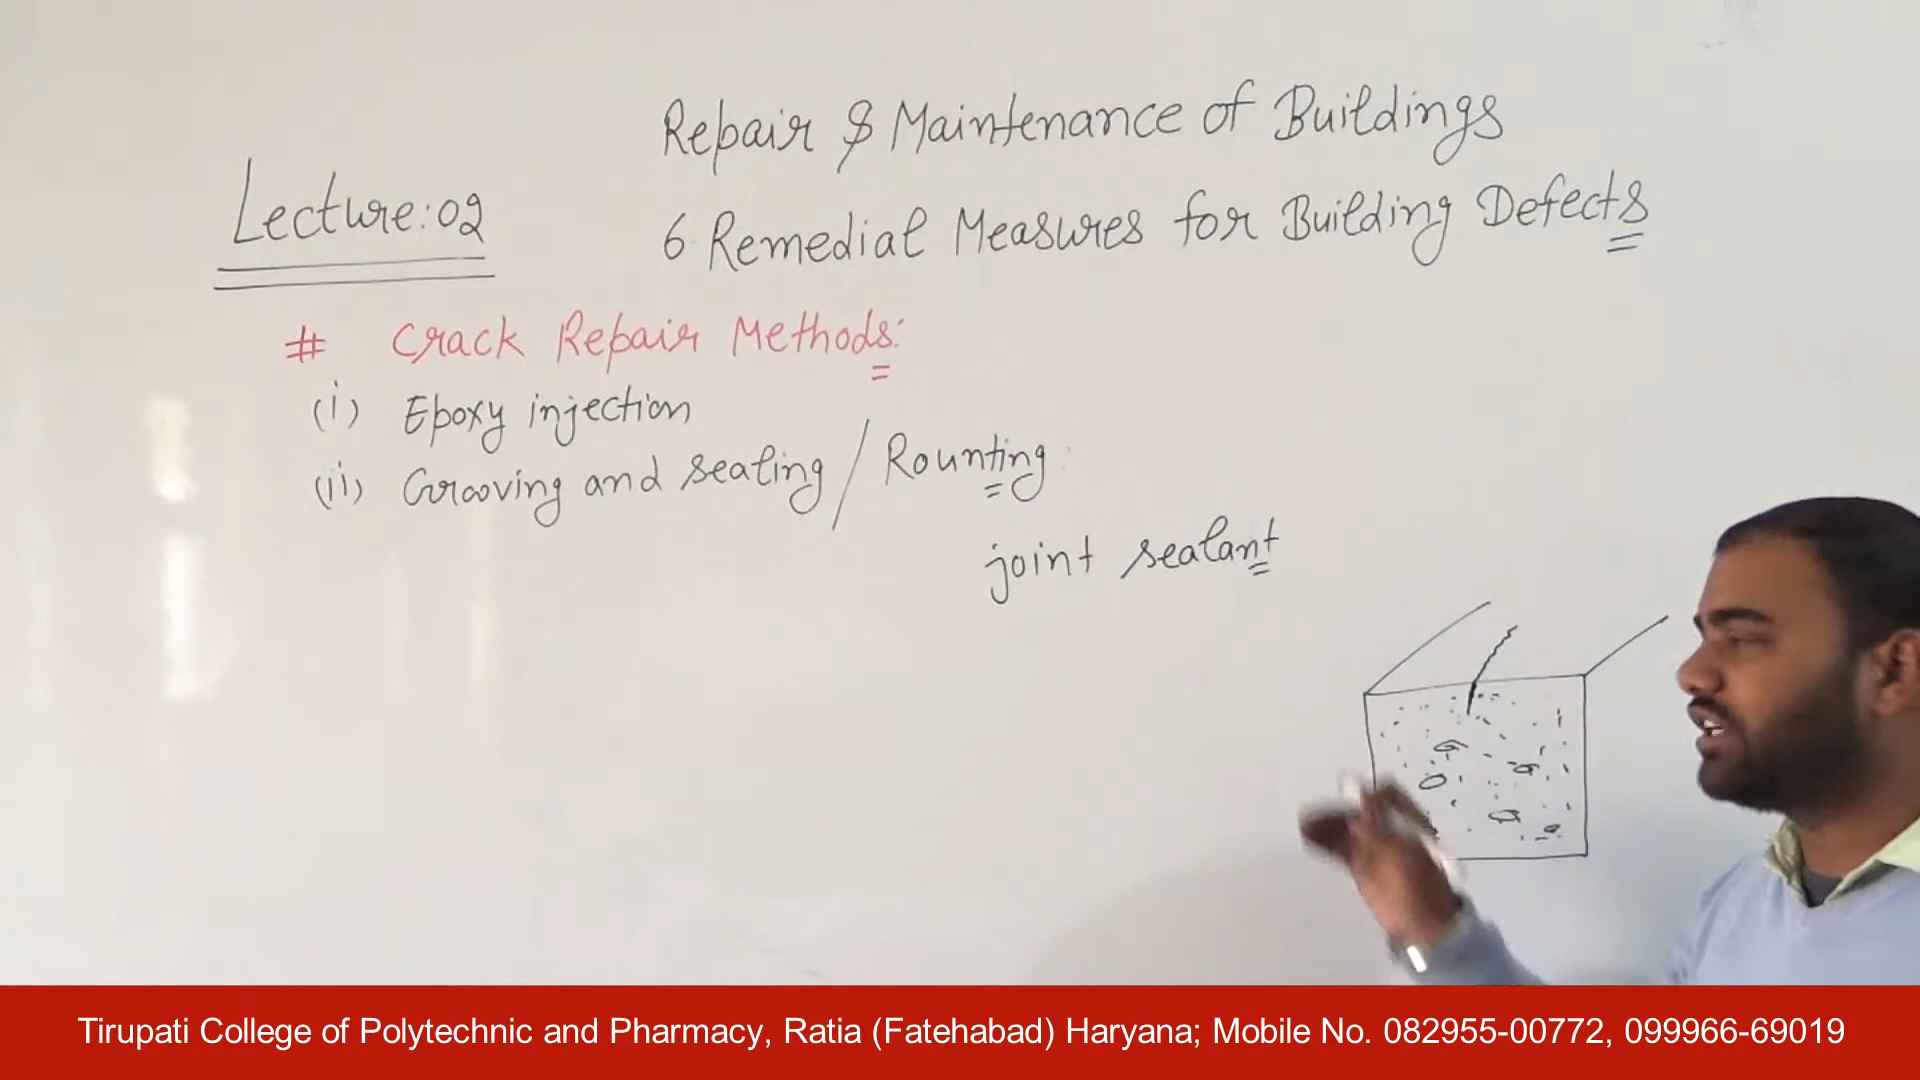 Repair & Maintenance of Buildings
Lecture:02
6. Remedial Measures for Building Defects
# Crack Repair Methods:
(i) Epoxy injection
(ii) Grooving and sealing / Rounting
joint sealant
Tirupati College of Polytechnic and Pharmacy, Ratia (Fatehabad) Haryana; Mobile No. 082955-00772, 099966-69019